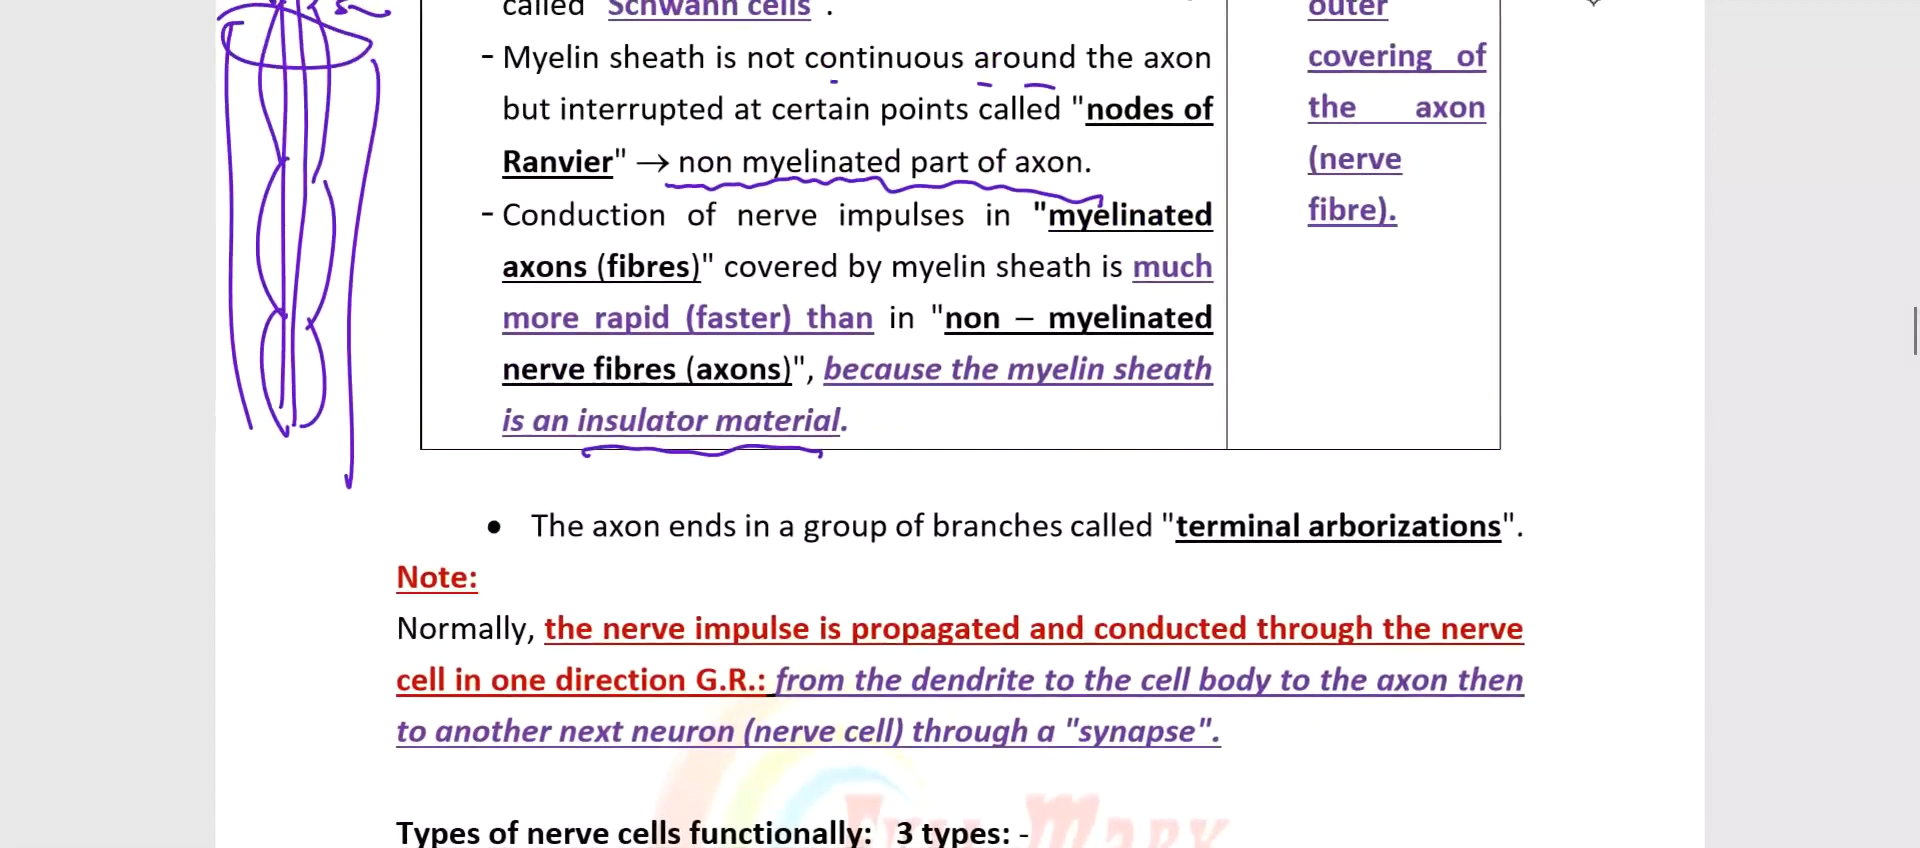 called "Schwann cells".
- Myelin sheath is not continuous around the axon
but interrupted at certain points called "nodes of
Ranvier" → non myelinated part of axon.
- Conduction of nerve impulses in "myelinated
axons (fibres)" covered by myelin sheath is much
more rapid (faster) than in "non – myelinated
nerve fibres (axons)", because the myelin sheath
is an insulator material.
outer
covering of
the axon
(nerve
fibre).
• The axon ends in a group of branches called "terminal arborizations".
Note:
Normally, the nerve impulse is propagated and conducted through the nerve
cell in one direction G.R.: from the dendrite to the cell body to the axon then
to another next neuron (nerve cell) through a "synapse".
Types of nerve cells functionally: 3 types: -
Full Mark